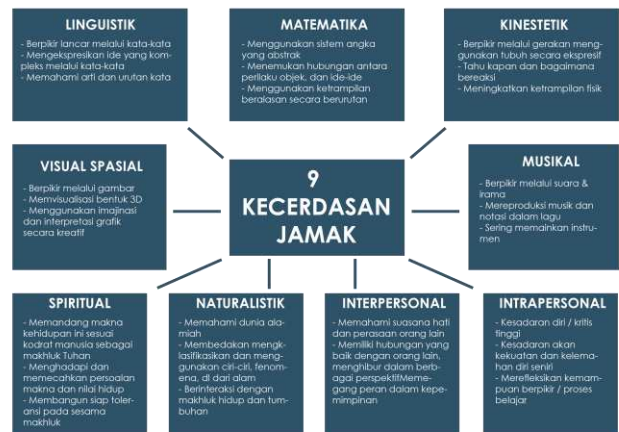 LINGUISTIK
- Berpikir lancar melalui kata-kata
- Mengekspresikan ide yang kom-
pleks melalui kata-kata
- Memahami arti dan urutan kata
MATEMATIKA
- Menggunakan sistem angka
yang abstrak
- Menemukan hubungan antara
perilaku objek, dan ide-ide
- Menggunakan ketrampilan
beralasan secara berurutan
KINESTETIK
- Berpikir melalui gerakan meng-
gunakan tubuh secara ekspresif
- Tahu kapan dan bagaimana
bereaksi
- Meningkatkan ketrampilan fisik
VISUAL SPASIAL
- Berpikir melalui gambar
- Memvisualisasi bentuk 3D
- Menggunakan imajinasi
dan interpretasi grafik
secara kreatif
9
KECERDASAN
JAMAK
MUSIKAL
- Berpikir melalui suara &
irama
- Mereproduksi musik dan
notasi dalam lagu
- Sering memainkan instru-
men
SPIRITUAL
- Memandang makna
kehidupan ini sesuai
kodrat manusia sebagai
makhluk Tuhan
- Menghadapi dan
memecahkan persoalan
makna dan nilai hidup
- Membangun siap toler-
ansi pada sesama
makhluk
NATURALISTIK
- Memahami dunia ala-
miah
- Membedakan mengk-
lasifikasikan dan meng-
gunakan ciri-ciri, fenom-
ena, di dari alam
- Berinteraksi dengan
makhluk hidup dan tum-
buhan
INTERPERSONAL
- Memahami suasana hati
dan perasaan orang lain
- Memiliki hubungan yang
baik dengan orang lain,
menghibur dalam berb-
agai perspektifMeme-
gang peran dalam kepe-
mimpinan
INTRAPERSONAL
- Kesadaran diri / kritis
tinggi
- Kesadaran akan
kekuatan dan kelema-
han diri seniri
- Merefleksikan kemam-
puan berpikir / proses
belajar